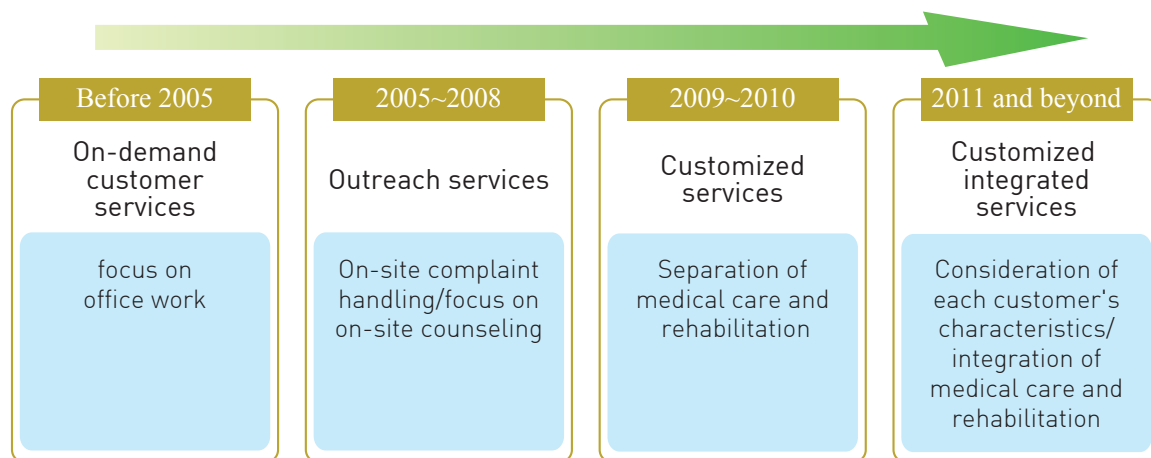 Before 2005
On-demand
customer
services
focus on
office work
2005~2008
Outreach services
On-site complaint
handling/focus on
on-site counseling
2009~2010
Customized
services
Separation of
medical care and
rehabilitation
2011 and beyond
Customized
integrated
services
Consideration of
each customer's
characteristics/
integration of
medical care and
rehabilitation